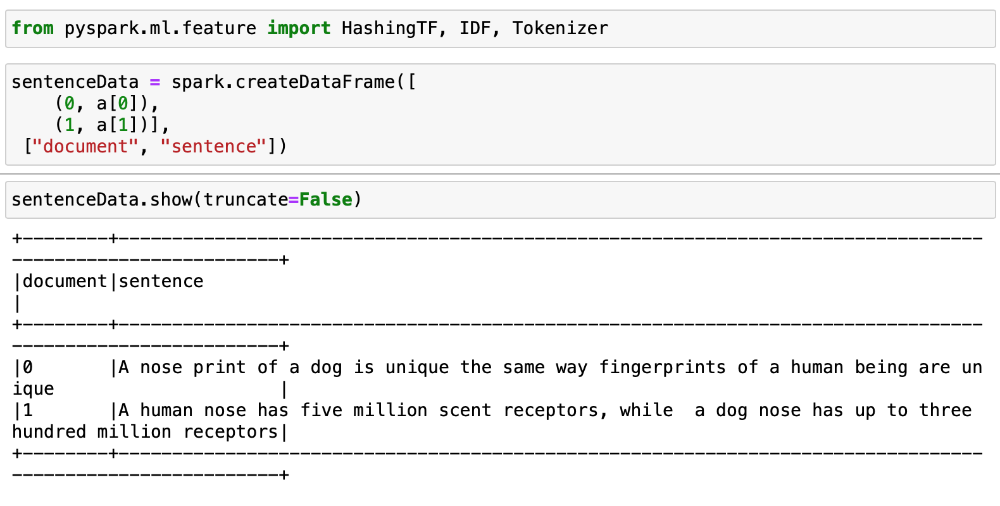 from pyspark.ml.feature import HashingTF, IDF, Tokenizer
sentenceData = spark.createDataFrame([
    (0, a[0]),
    (1, a[1])],
 ["document", "sentence"])
sentenceData.show(truncate=False)
+--------+---------------------------------------------------------------------------------
-------------------------+
|document|sentence
|
+--------+---------------------------------------------------------------------------------
-------------------------+
|0       |A nose print of a dog is unique the same way fingerprints of a human being are un
ique                     |
|1       |A human nose has five million scent receptors, while  a dog nose has up to three
hundred million receptors|
+--------+---------------------------------------------------------------------------------
-------------------------+